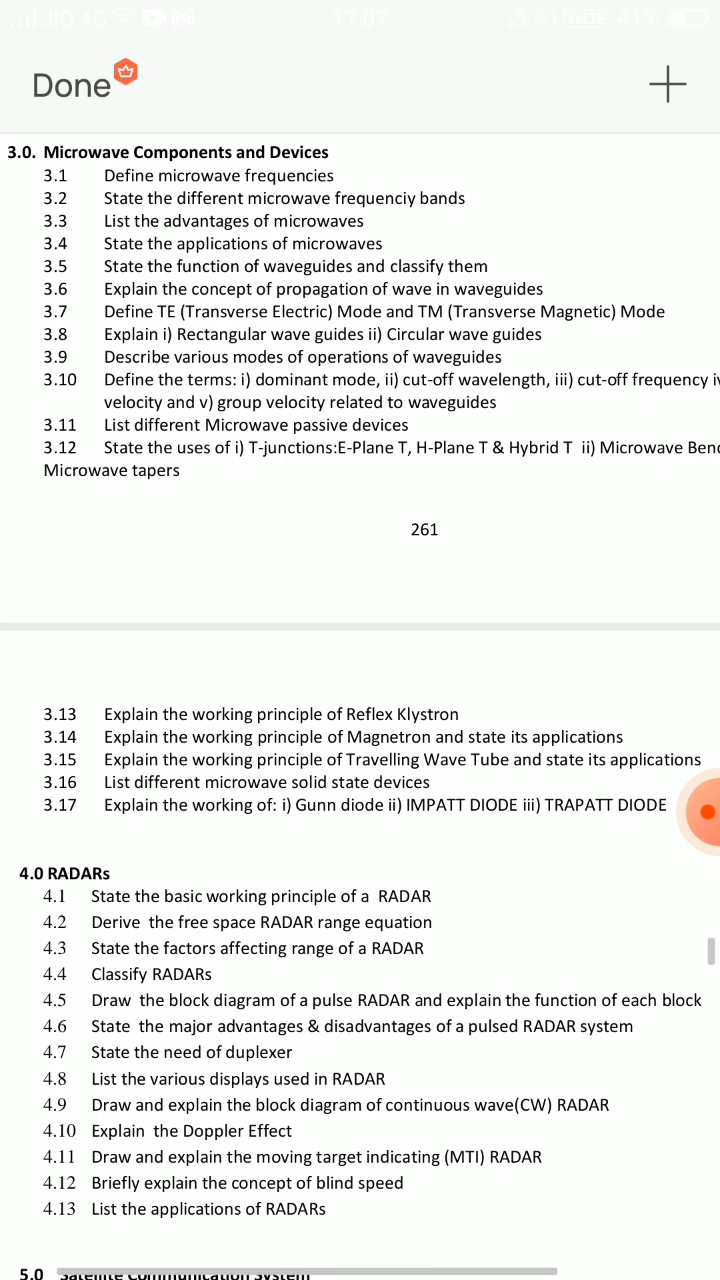 JIO 4G 17:07 VoLTE 41%
Done
3.0. Microwave Components and Devices
3.1 Define microwave frequencies
3.2 State the different microwave frequenciy bands
3.3 List the advantages of microwaves
3.4 State the applications of microwaves
3.5 State the function of waveguides and classify them
3.6 Explain the concept of propagation of wave in waveguides
3.7 Define TE (Transverse Electric) Mode and TM (Transverse Magnetic) Mode
3.8 Explain i) Rectangular wave guides ii) Circular wave guides
3.9 Describe various modes of operations of waveguides
3.10 Define the terms: i) dominant mode, ii) cut-off wavelength, iii) cut-off frequency
velocity and v) group velocity related to waveguides
3.11 List different Microwave passive devices
3.12 State the uses of i) T-junctions:E-Plane T, H-Plane T & Hybrid T ii) Microwave
Microwave tapers
261
3.13 Explain the working principle of Reflex Klystron
3.14 Explain the working principle of Magnetron and state its applications
3.15 Explain the working principle of Travelling Wave Tube and state its applications
3.16 List different microwave solid state devices
3.17 Explain the working of: i) Gunn diode ii) IMPATT DIODE iii) TRAPATT DIODE
4.0 RADARs
4.1 State the basic working principle of a RADAR
4.2 Derive the free space RADAR range equation
4.3 State the factors affecting range of a RADAR
4.4 Classify RADARs
4.5 Draw the block diagram of a pulse RADAR and explain the function of each block
4.6 State the major advantages & disadvantages of a pulsed RADAR system
4.7 State the need of duplexer
4.8 List the various displays used in RADAR
4.9 Draw and explain the block diagram of continuous wave(CW) RADAR
4.10 Explain the Doppler Effect
4.11 Draw and explain the moving target indicating (MTI) RADAR
4.12 Briefly explain the concept of blind speed
4.13 List the applications of RADARs
5.0 Satellite Communication System